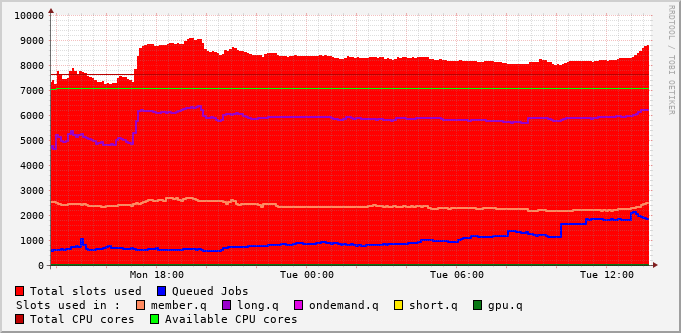 10000
9000
8000
7000
6000
5000
4000
3000
2000
1000
0
Mon 18:00 Tue 00:00 Tue 06:00 Tue 12:00
Total slots used Queued Jobs
Slots used in : member.q long.q ondemand.q short.q gpu.q
Total CPU cores Available CPU cores
RRDTOOL / TOBI OETIKER